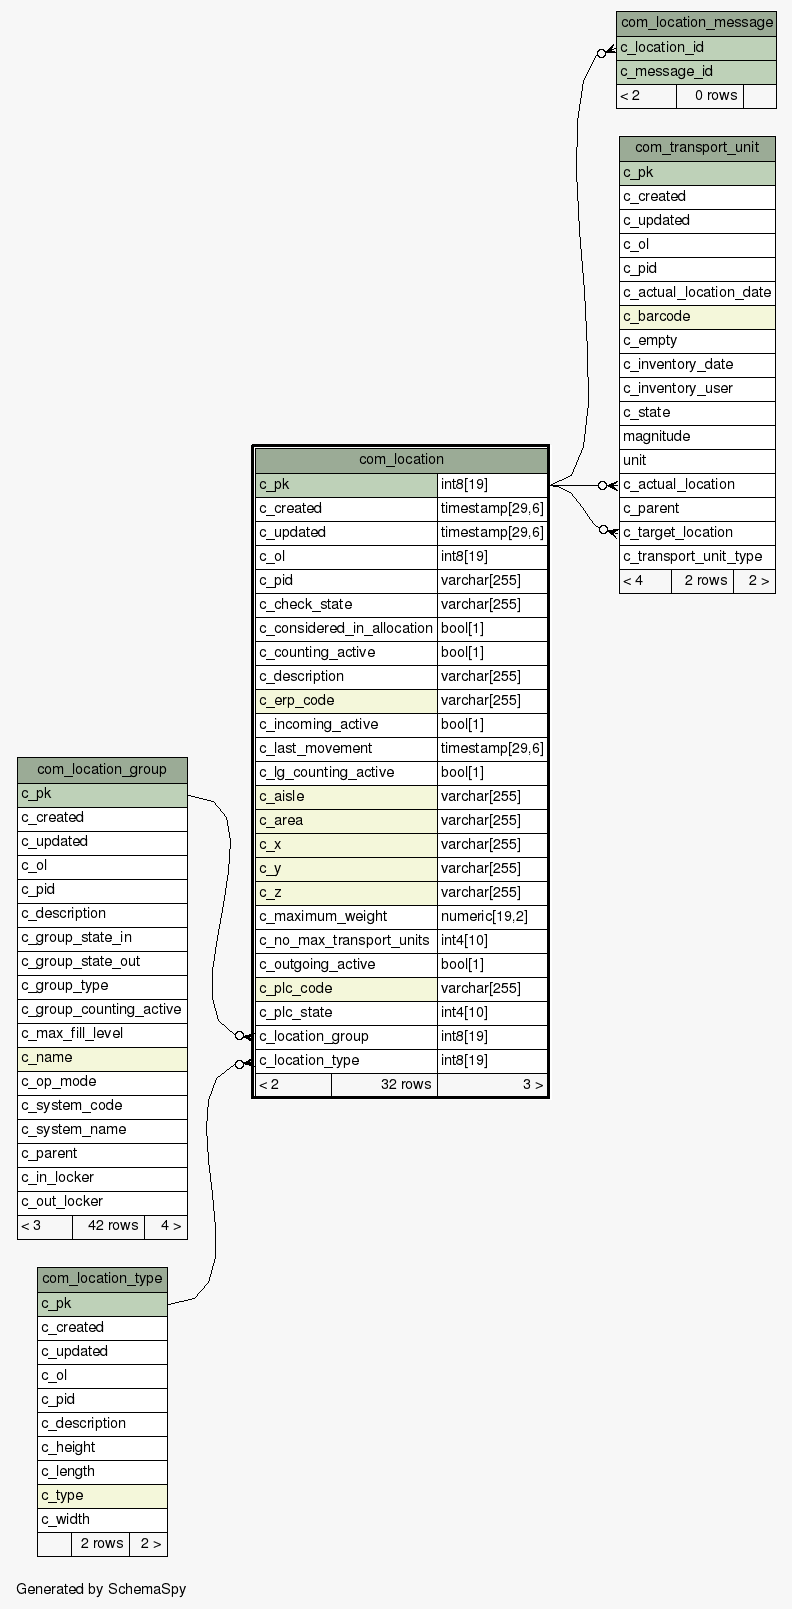 com_location_message
c_location_id
c_message_id
< 2 0 rows
com_transport_unit
c_pk
c_created
c_updated
c_ol
c_pid
c_actual_location_date
c_barcode
c_empty
c_inventory_date
c_inventory_user
c_state
magnitude
unit
c_actual_location
c_parent
c_target_location
c_transport_unit_type
< 4 2 rows 2 >
com_location
c_pk int8[19]
c_created timestamp[29,6]
c_updated timestamp[29,6]
c_ol int8[19]
c_pid varchar[255]
c_check_state varchar[255]
c_considered_in_allocation bool[1]
c_counting_active bool[1]
c_description varchar[255]
c_erp_code varchar[255]
c_incoming_active bool[1]
c_last_movement timestamp[29,6]
c_lg_counting_active bool[1]
c_aisle varchar[255]
c_area varchar[255]
c_x varchar[255]
c_y varchar[255]
c_z varchar[255]
c_maximum_weight numeric[19,2]
c_no_max_transport_units int4[10]
c_outgoing_active bool[1]
c_plc_code varchar[255]
c_plc_state int4[10]
c_location_group int8[19]
c_location_type int8[19]
< 2 32 rows 3 >
com_location_group
c_pk
c_created
c_updated
c_ol
c_pid
c_description
c_group_state_in
c_group_state_out
c_group_type
c_group_counting_active
c_max_fill_level
c_name
c_op_mode
c_system_code
c_system_name
c_parent
c_in_locker
c_out_locker
< 3 42 rows 4 >
com_location_type
c_pk
c_created
c_updated
c_ol
c_pid
c_description
c_height
c_length
c_type
c_width
2 rows 2 >
Generated by SchemaSpy